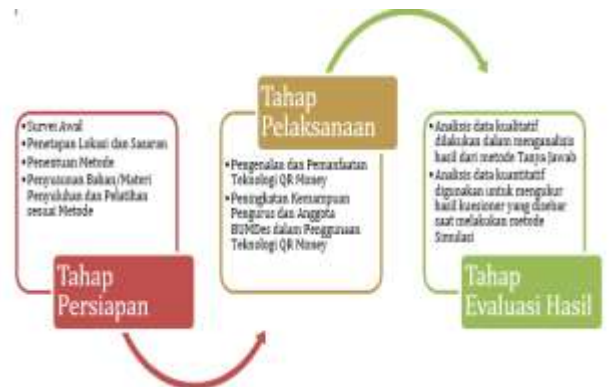 •Survei Awal
•Penetapan Lokasi dan Sasaran
•Penentuan Metode
•Penyusunan Bahan/Materi
Penyuluhan dan Pelatihan
sesuai Metode
Tahap
Persiapan
Tahap
Pelaksanaan
•Pengenalan dan Pemanfaatan
Teknologi QR Money
•Peningkatan Kemampuan
Pengurus dan Anggota
BUMDes dalam Penggunaan
Teknologi QR Money
•Analisis data kualitatif
dilakukan dalam menganalisis
hasil dari metode Tanya Jawab
•Analisis data kuantitatif
digunakan untuk mengukur
hasil kuesioner yang disebar
saat melakukan metode
Simulasi
Tahap
Evaluasi Hasil